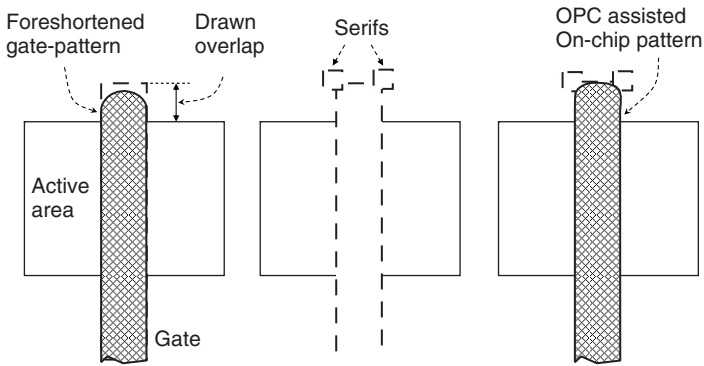 Foreshortened
gate-pattern
Drawn
overlap
Serifs
OPC assisted
On-chip pattern
Active
area
Gate